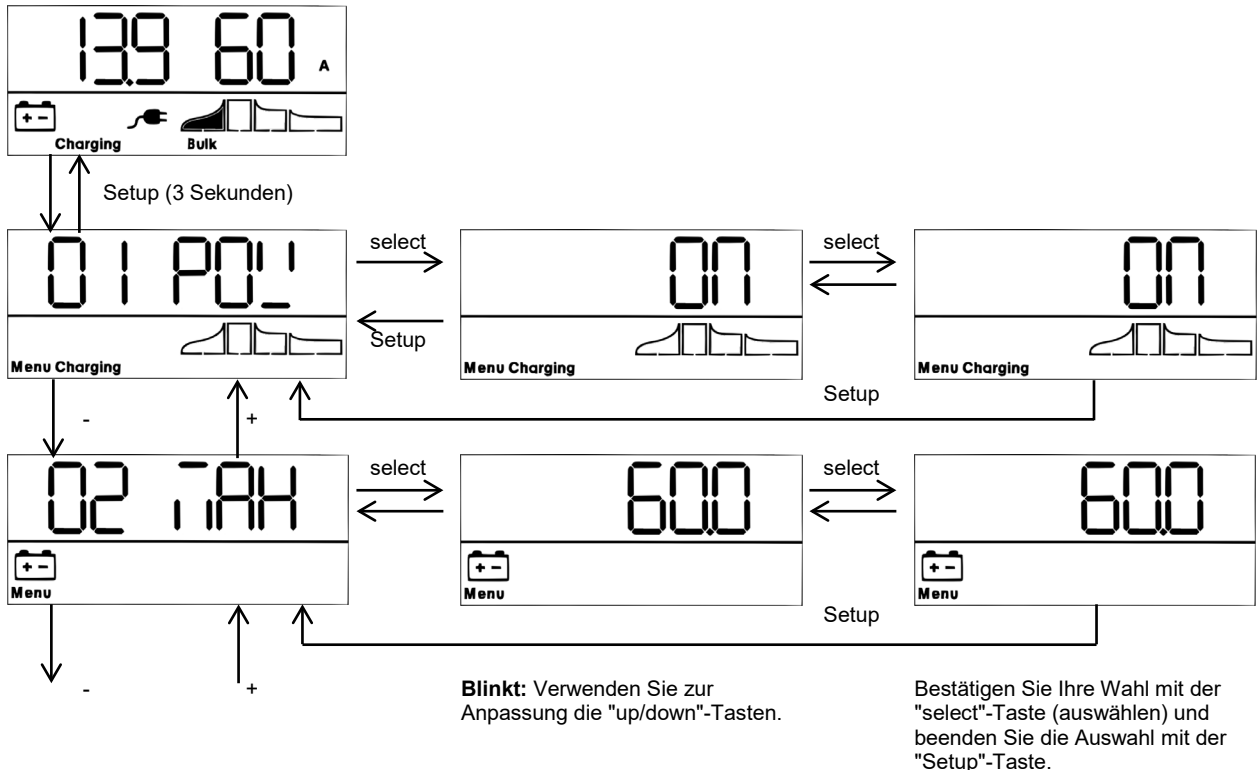 13.9 60 A
+ -
Charging Bulk
Setup (3 Sekunden)
01 POW
Menu Charging
select
Setup
ON
Menu Charging
select
ON
Menu Charging
Setup
- +
02 MAX
+ -
Menu
select
60.0
+ -
Menu
select
60.0
+ -
Menu
Setup
- +
Blinkt: Verwenden Sie zur
Anpassung die "up/down"-Tasten.
Bestätigen Sie Ihre Wahl mit der
"select"-Taste (auswählen) und
beenden Sie die Auswahl mit der
"Setup"-Taste.